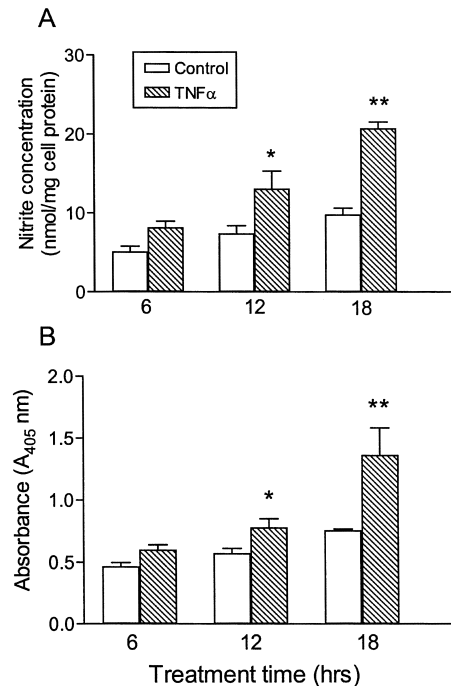 A
Control
TNFα
Nitrite concentration
(nmol/mg cell protein)
30
20
10
0
*
**
6
12
18
B
Absorbance (A405 nm)
2.0
1.5
1.0
0.5
0.0
*
**
6
12
18
Treatment time (hrs)